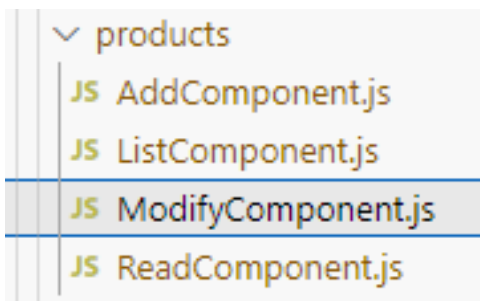 products
JS AddComponent.js
JS ListComponent.js
JS ModifyComponent.js
JS ReadComponent.js